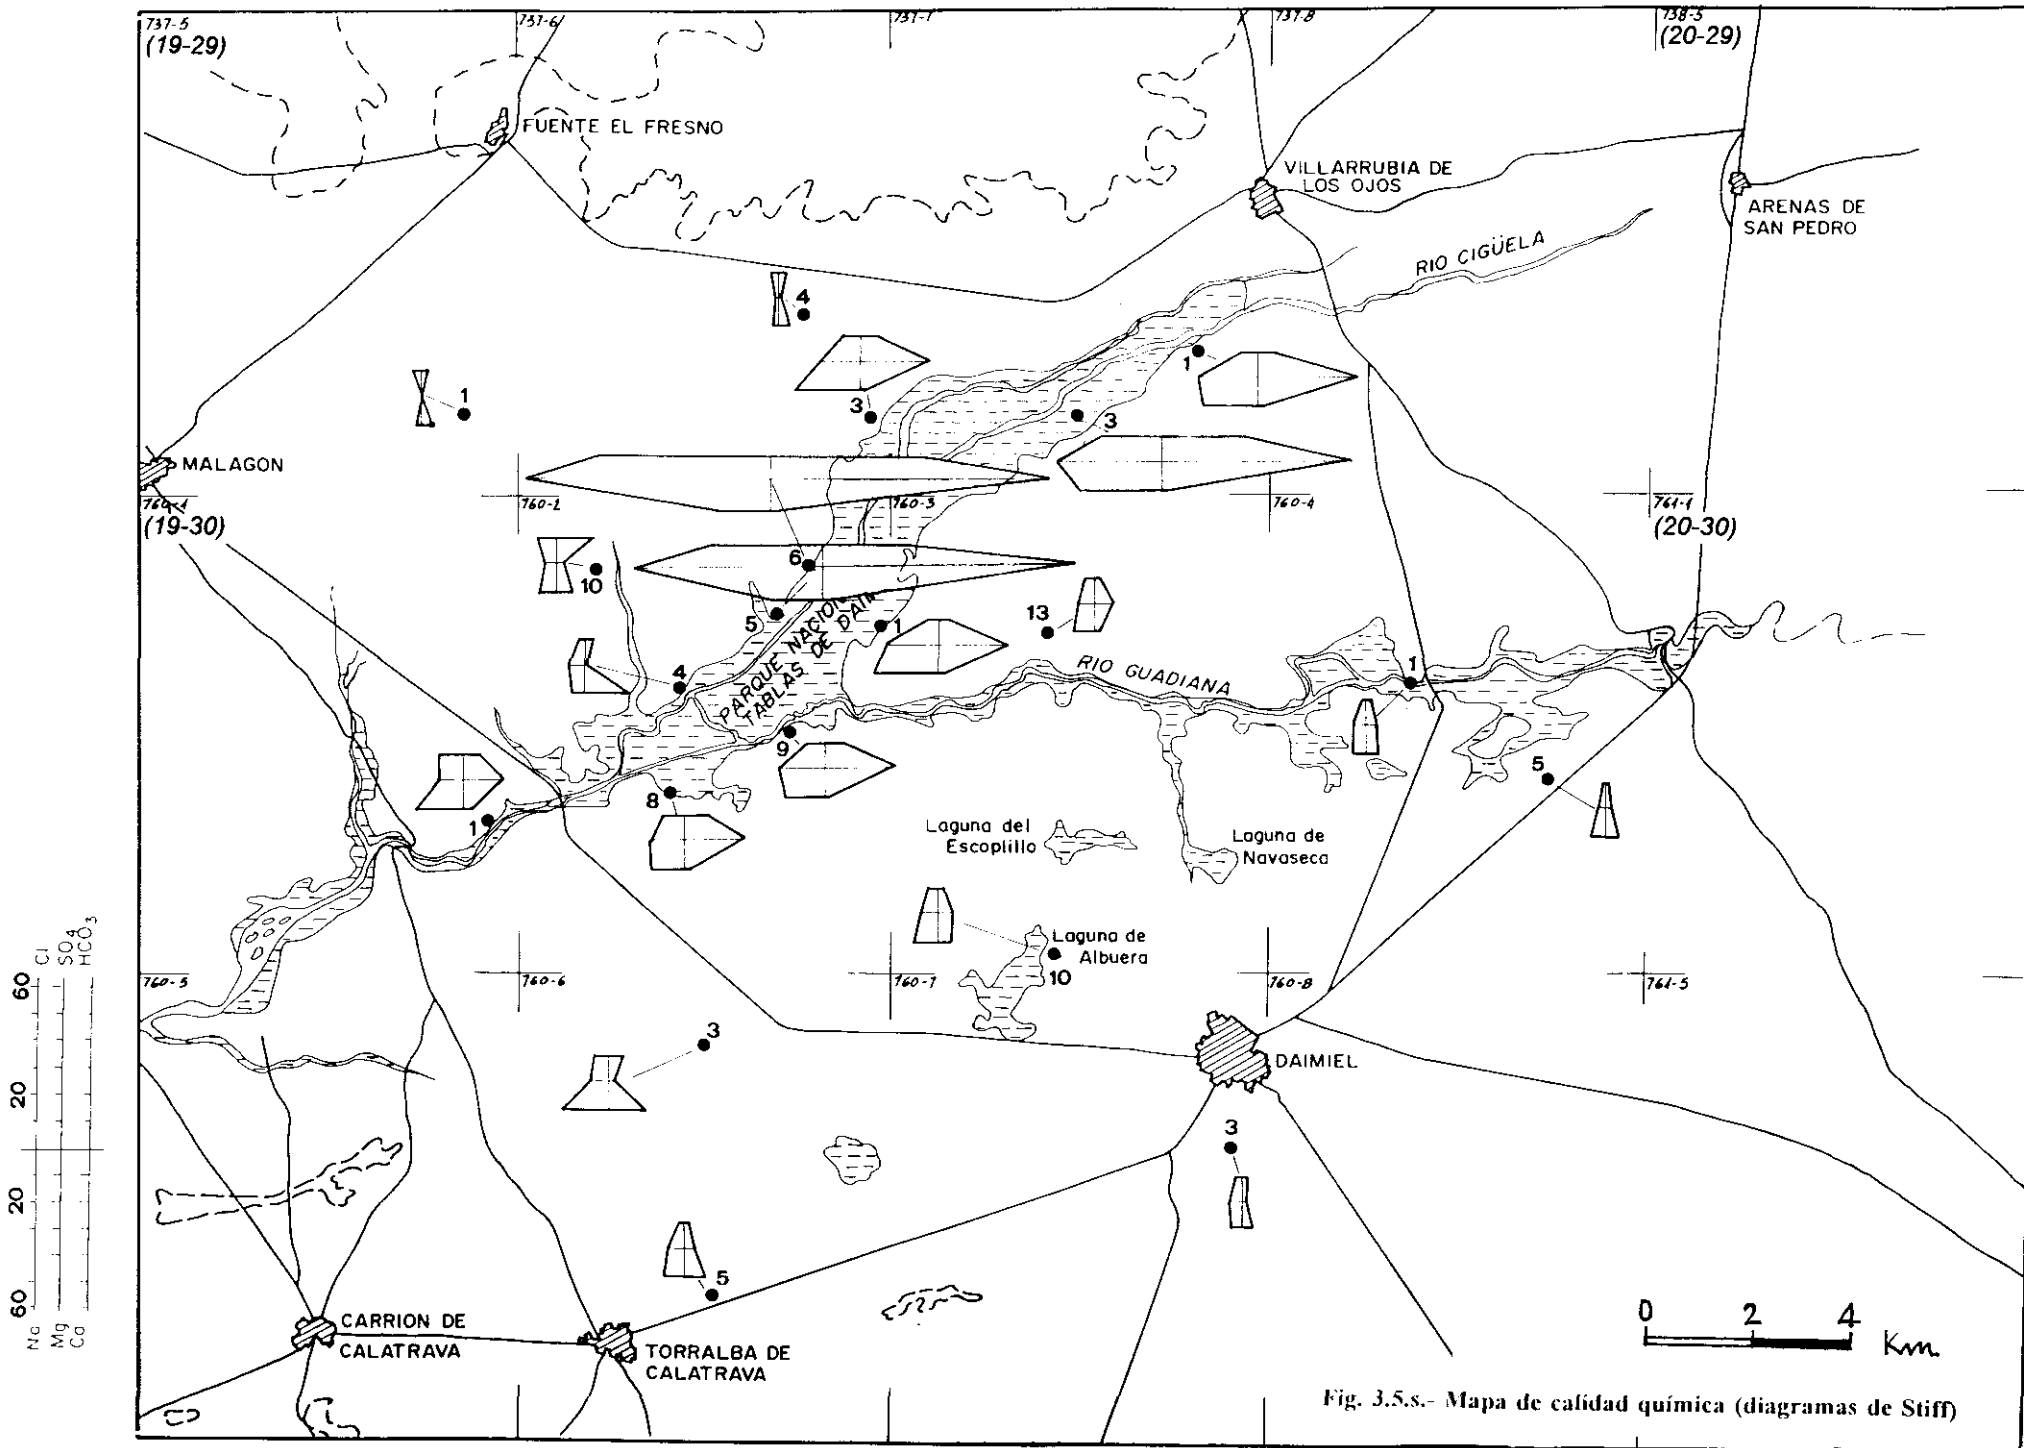 737-5
(19-29)
737-6
737-7
737-8
738-5
(20-29)
FUENTE EL FRESNO
VILLARRUBIA DE
LOS OJOS
ARENAS DE
SAN PEDRO
RIO CIGÜELA
4
1
1
3
3
MALAGON
760-1
(19-30)
760-2
760-3
760-4
761-1
(20-30)
6
10
5
1
13
PARQUE NACION
TABLAS DE DAIM
4
RIO GUADIANA
1
9
5
8
1
Laguna del
Escoplillo
Laguna de
Navaseca
Laguna de
Albuera
10
760-5
760-6
760-7
760-8
761-5
3
DAIMIEL
3
5
CARRION DE
CALATRAVA
TORRALBA DE
CALATRAVA
60 20 20 60
Cl
SO4
HCO3
Na
Mg
Ca
0 2 4
Km.
Fig. 3.5.s.- Mapa de calidad química (diagramas de Stiff)